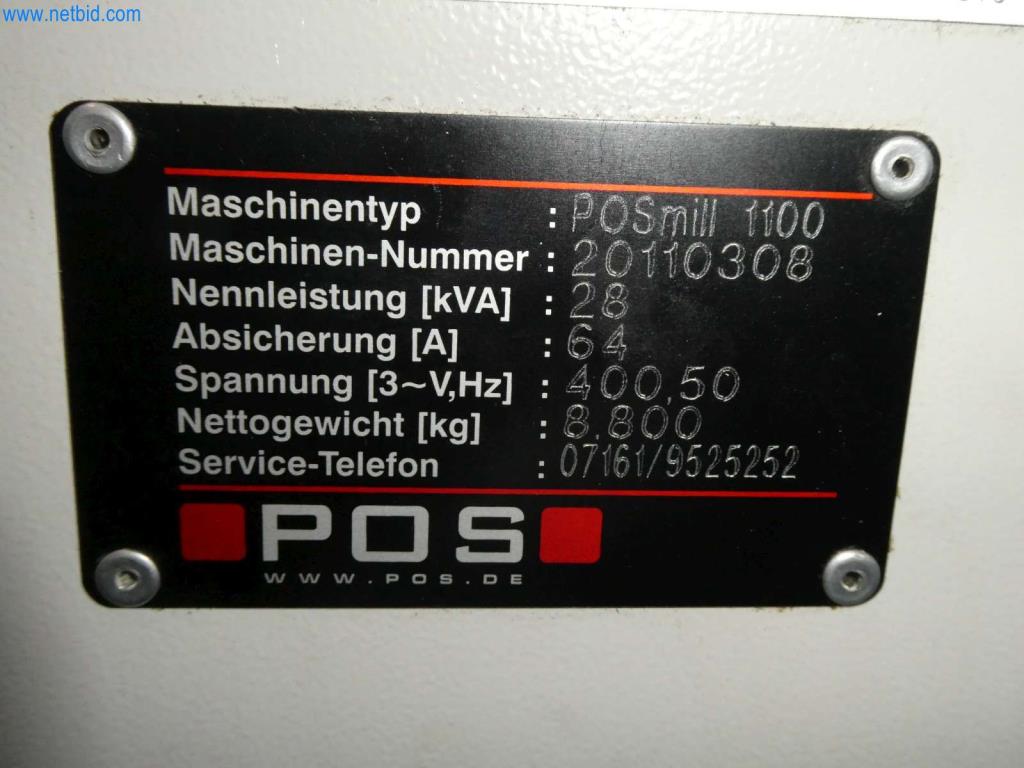 www.netbid.com
Maschinentyp : POSmill 1100
Maschinen-Nummer : 20110308
Nennleistung [kVA] : 28
Absicherung [A] : 64
Spannung [3~V,Hz] : 400,50
Nettogewicht [kg] : 8.800
Service-Telefon : 07161/9525252
POS
WWW.POS.DE